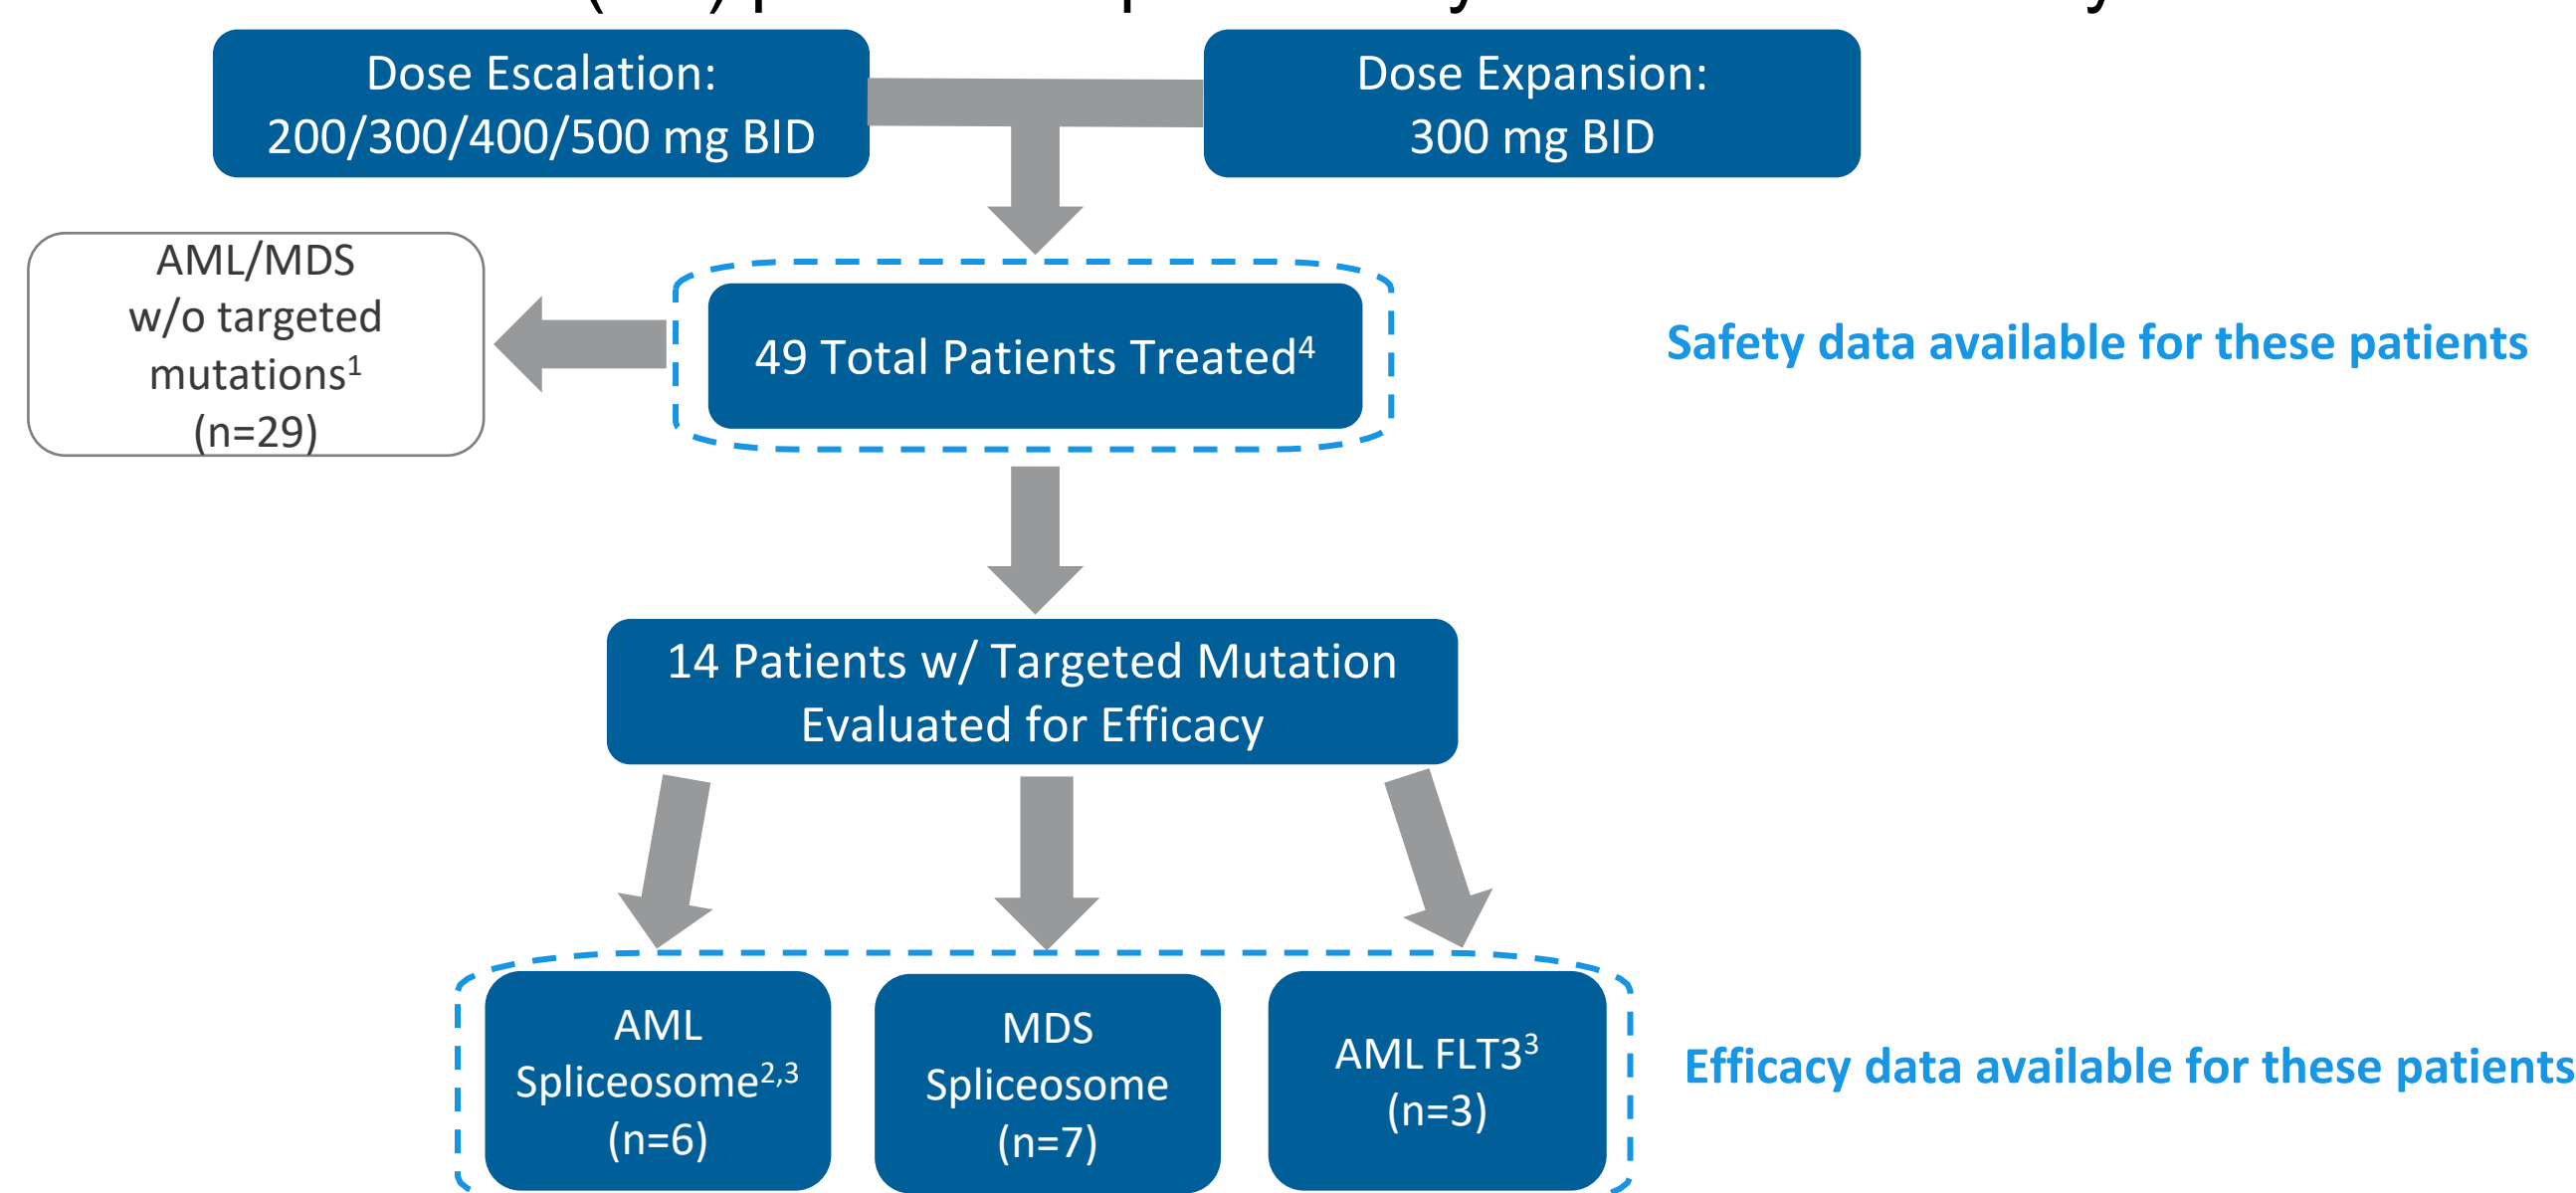 Dose Escalation:
200/300/400/500 mg BID
Dose Expansion:
300 mg BID
AML/MDS
w/o targeted
mutations¹
(n=29)
49 Total Patients Treated⁴
Safety data available for these patients
14 Patients w/ Targeted Mutation
Evaluated for Efficacy
AML
Spliceosome²,³
(n=6)
MDS
Spliceosome
(n=7)
AML FLT3³
(n=3)
Efficacy data available for these patients